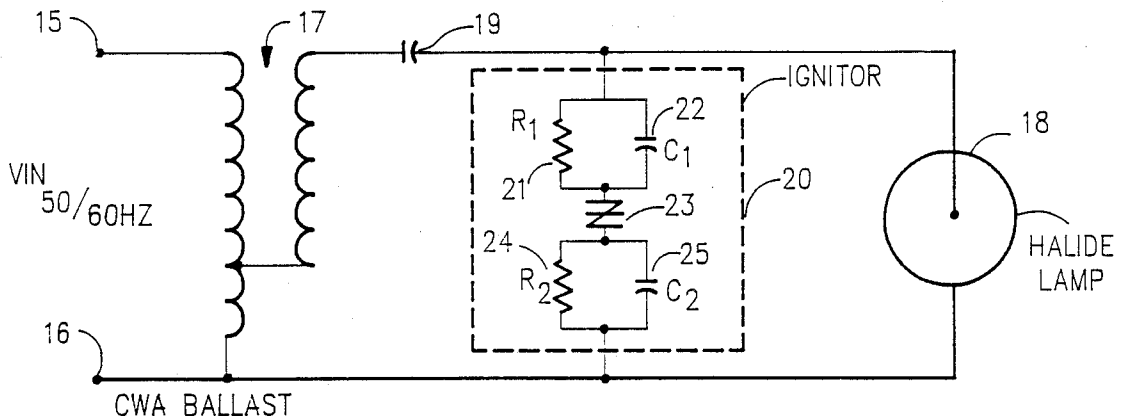 15
17
19
IGNITOR
R1
22
C1
18
21
20
VIN
50/60HZ
23
24
25
R2
C2
HALIDE
LAMP
16
CWA BALLAST